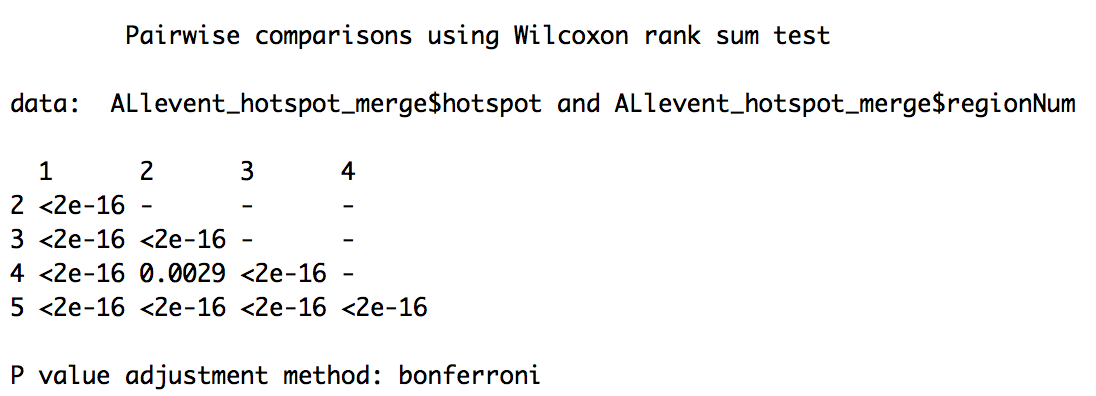 Pairwise comparisons using Wilcoxon rank sum test
data:  ALlevent_hotspot_merge$hotspot and ALlevent_hotspot_merge$regionNum
  1      2      3      4
2 <2e-16 -      -      -
3 <2e-16 <2e-16 -      -
4 <2e-16 0.0029 <2e-16 -
5 <2e-16 <2e-16 <2e-16 <2e-16
P value adjustment method: bonferroni